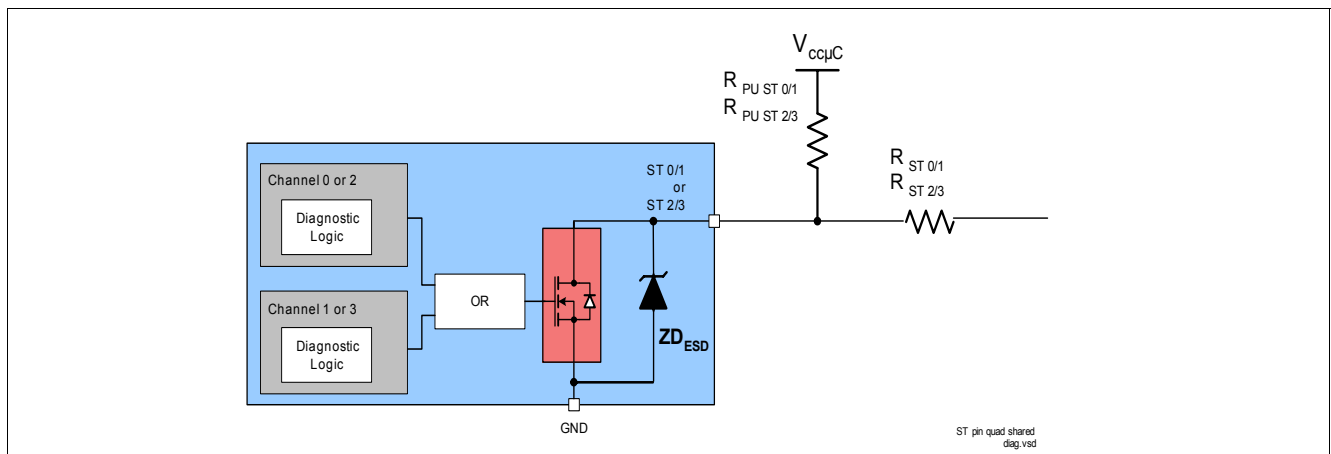 V ccµC
R PU ST 0/1
R PU ST 2/3
R ST 0/1
R ST 2/3
ST 0/1
or
ST 2/3
Channel 0 or 2
Diagnostic
Logic
OR
Channel 1 or 3
Diagnostic
Logic
ZD ESD
GND
ST pin quad shared
diag.vsd